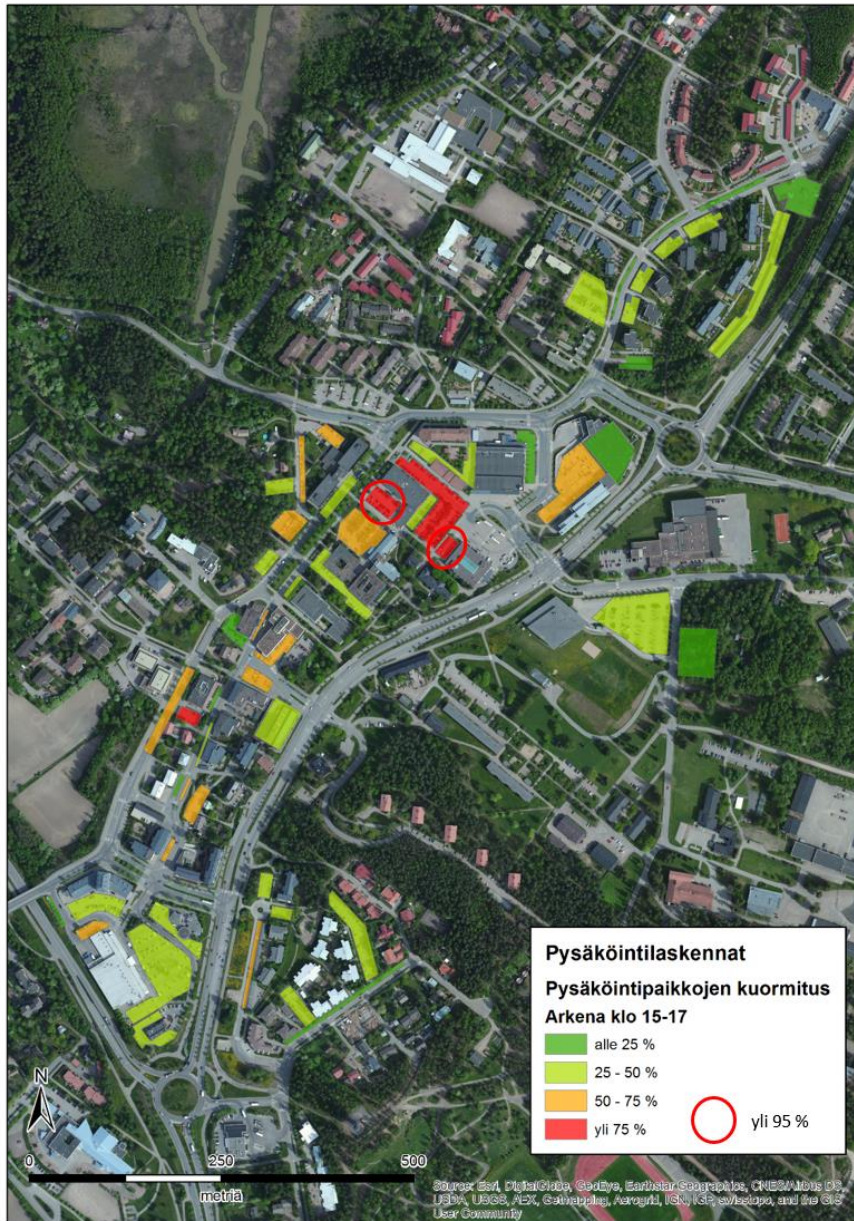 Pysäköintilaskennat
Pysäköintipaikkojen kuormitus
Arkena klo 15-17
alle 25 %
25 - 50 %
50 - 75 %
yli 75 %
yli 95 %
N
0 250 500
metriä
Source: Esri, DigitalGlobe, GeoEye, Earthstar Geographics, CNES/Airbus DS,
USDA, USGS, AEX, Getmapping, Aerogrid, IGN, IGP, swisstopo, and the GIS
User Community